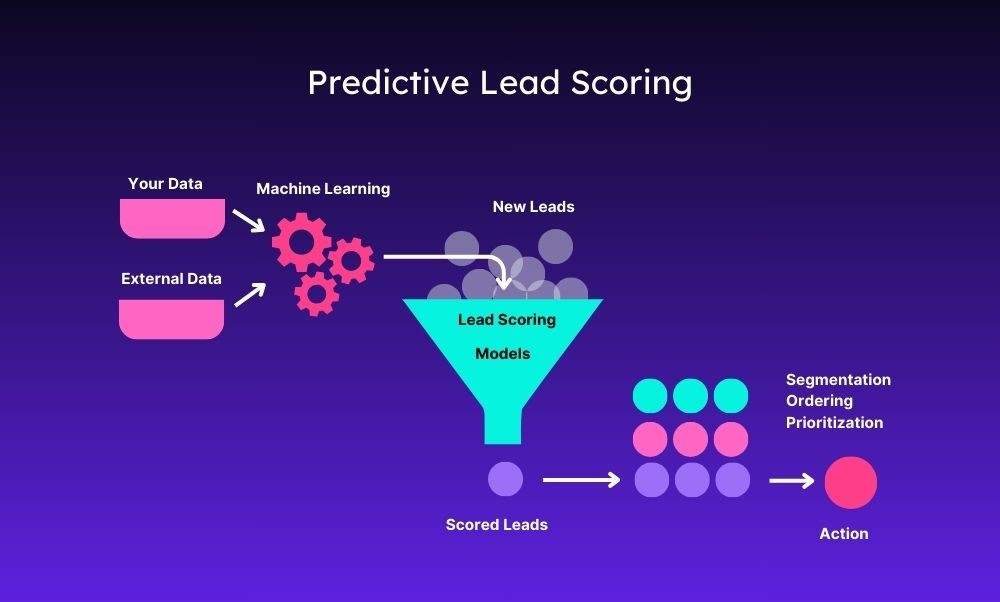 Predictive Lead Scoring
Your Data
Machine Learning
New Leads
External Data
Lead Scoring
Models
Segmentation
Ordering
Prioritization
Scored Leads
Action